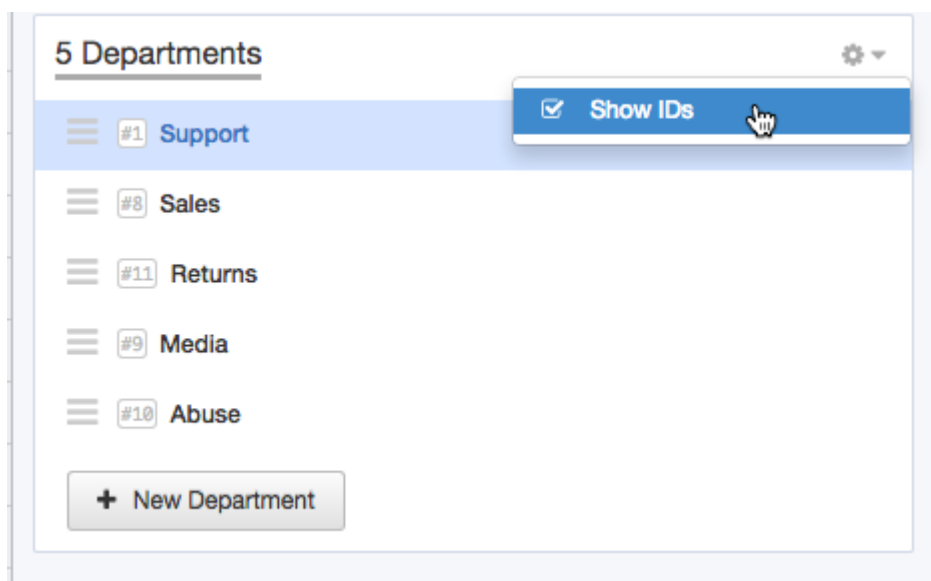 5 Departments
Show IDs
#1 Support
#8 Sales
#11 Returns
#9 Media
#10 Abuse
+ New Department